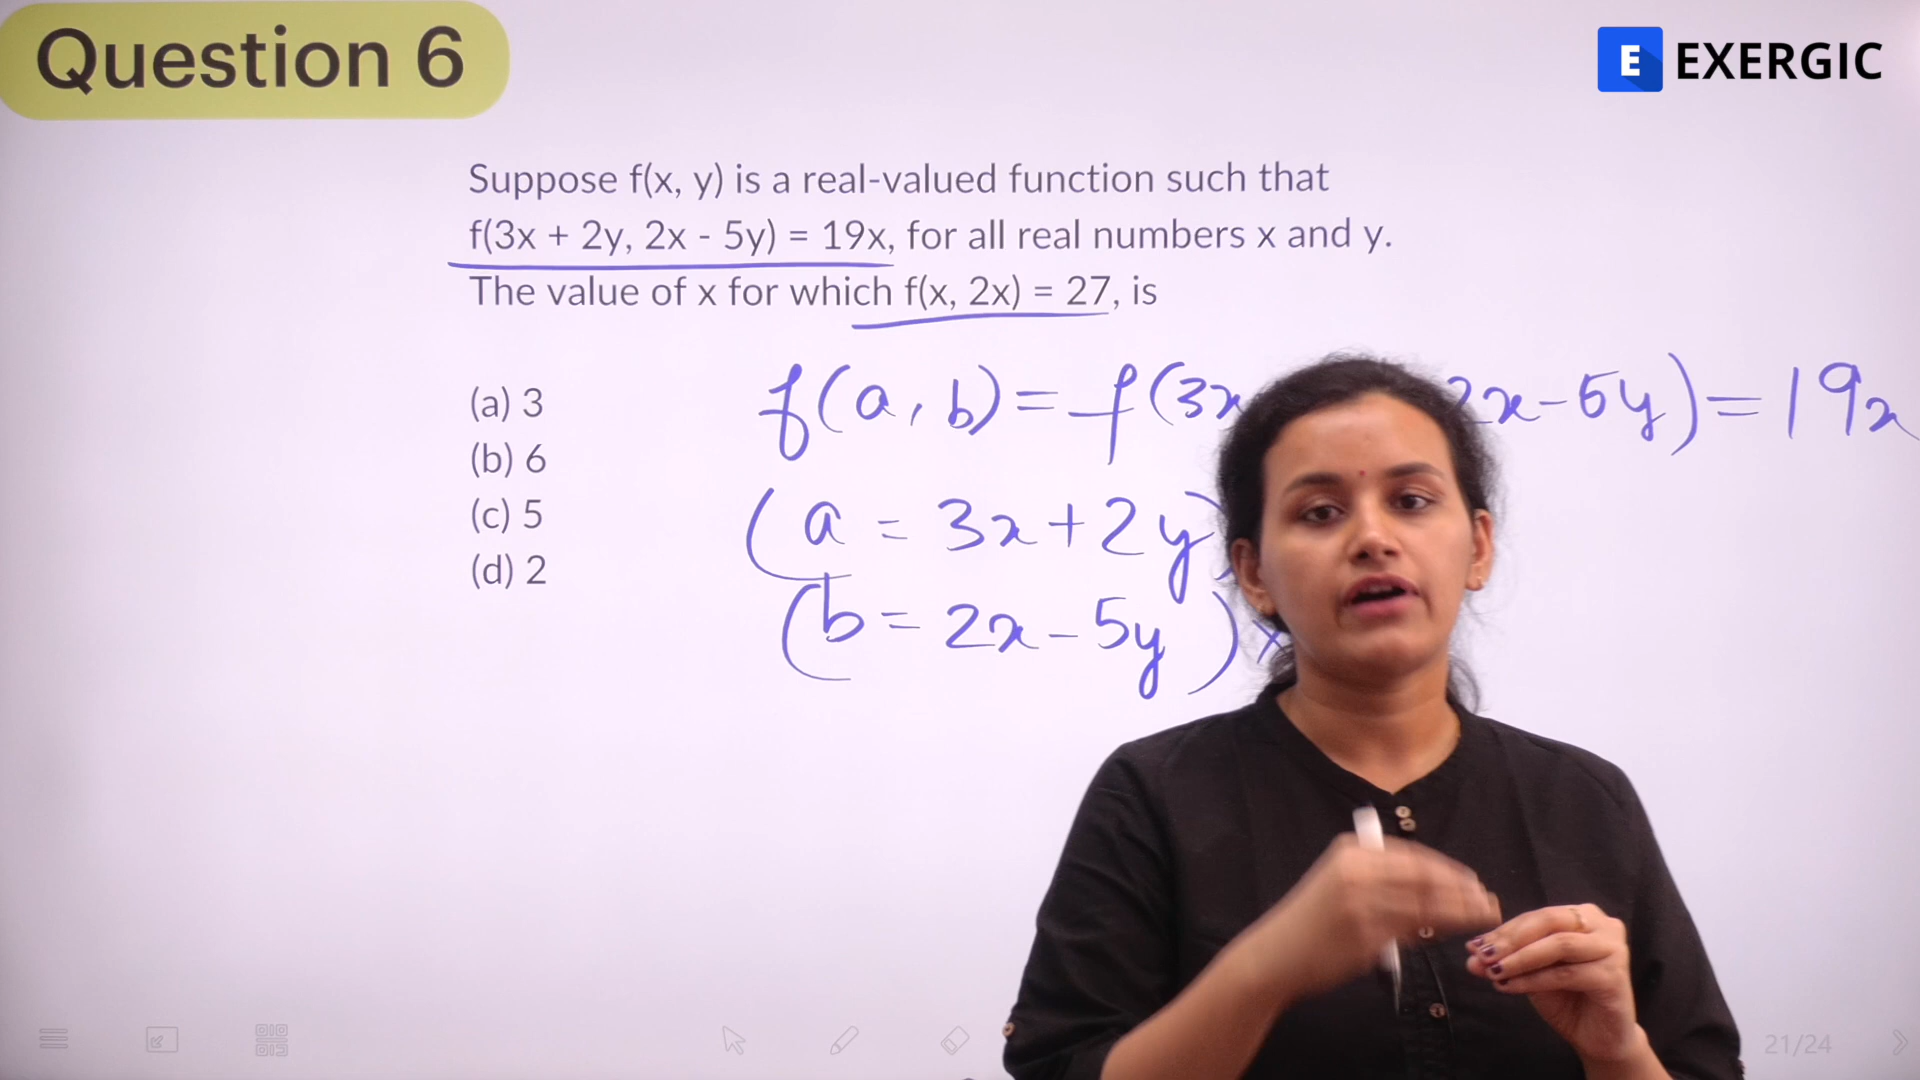 Question 6
E EXERGIC
Suppose f(x, y) is a real-valued function such that
f(3x + 2y, 2x - 5y) = 19x, for all real numbers x and y.
The value of x for which f(x, 2x) = 27, is
(a) 3
(b) 6
(c) 5
(d) 2
f(a, b) = f(3x 2x-5y) = 19x
(a = 3x+2y)
(b = 2x-5y) x
21/24